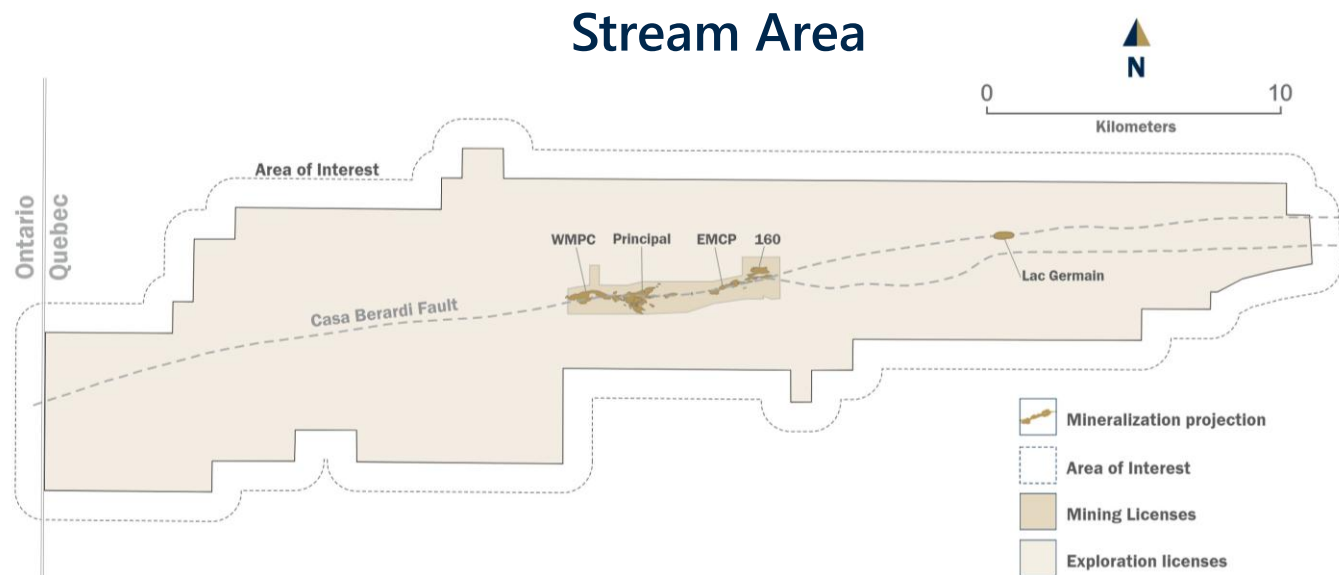 Stream Area
N
0 10
Kilometers
Area of Interest
Ontario
Quebec
WMPC Principal EMCP 160
Lac Germain
Casa Berardi Fault
Mineralization projection
Area of Interest
Mining Licenses
Exploration licenses